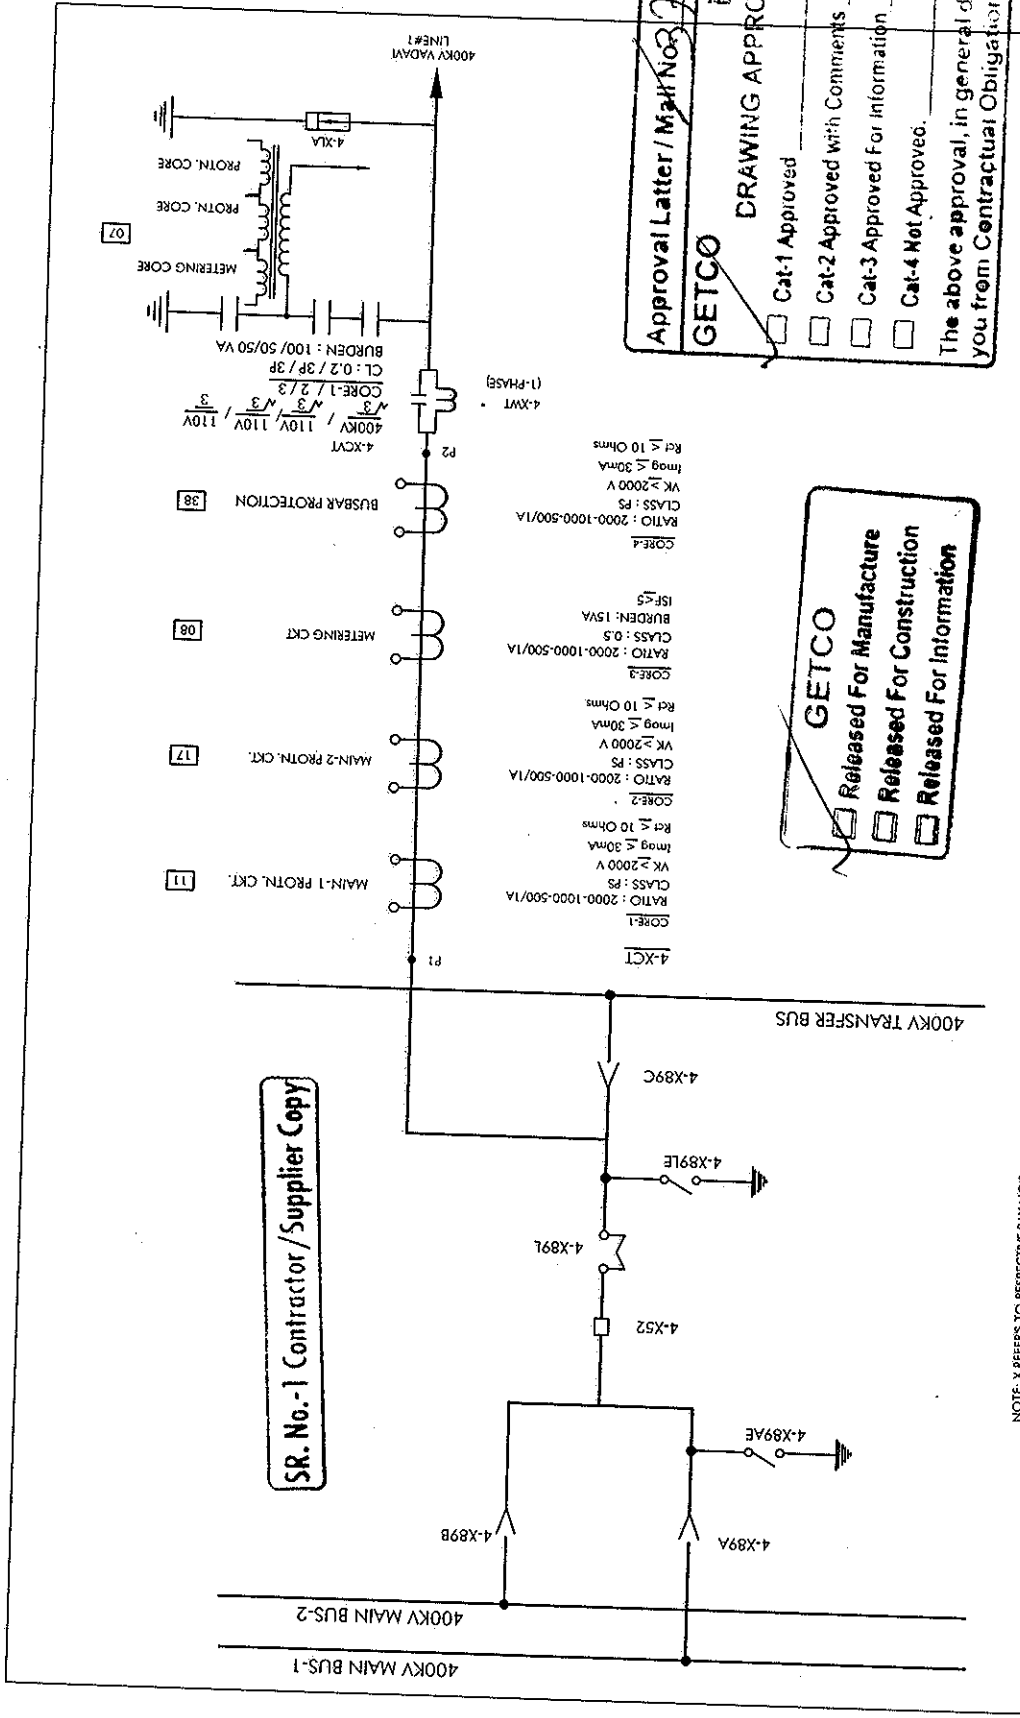 400KV MAIN BUS-1
400KV MAIN BUS-2
4-X89A
4-X89B
4-X89AE
4-X52
4-X89L
4-X89LE
4-X89C
400KV TRANSFER BUS
P1
4-XCT
CORE-1
RATIO : 2000-1000-500/1A
CLASS : PS
VK ≥ 2000 V
Imag ≤ 30mA
Rct ≤ 10 Ohms
MAIN-1 PROTN. CKT.
11
CORE-2
RATIO : 2000-1000-500/1A
CLASS : PS
VK ≥ 2000 V
Imag ≤ 30mA
Rct ≤ 10 Ohms
MAIN-2 PROTN. CKT.
17
CORE-3
RATIO : 2000-1000-500/1A
CLASS : 0.5
BURDEN: 15VA
ISF≤5
METERING CKT
08
CORE-4
RATIO : 2000-1000-500/1A
CLASS : PS
VK ≥ 2000 V
Imag ≤ 30mA
Rct ≤ 10 Ohms
BUSBAR PROTECTION
38
P2
4-XWT
(1-PHASE)
4-XCVT
400KV/√3 / 110V/√3 / 110V/√3 / 110V/3
CORE-1 / 2 / 3
CL : 0.2 / 3P / 3P
BURDEN : 100/ 50/50 VA
METERING CORE
PROTN. CORE
PROTN. CORE
07
4-XLA
400KV VADAVI
LINE#1
SR. No.-1 Contractor/Supplier Copy
GETCO
Released For Manufacture
Released For Construction
Released For Information
Approval Latter / Mail No
GETCO
DRAWING APPRO
Cat-1 Approved
Cat-2 Approved with Comments
Cat-3 Approved For Information
Cat-4 Not Approved.
The above approval, in general d
you from Contractual Obligation
NOTE: X REFERS TO RESPECTIVE BAY NOS